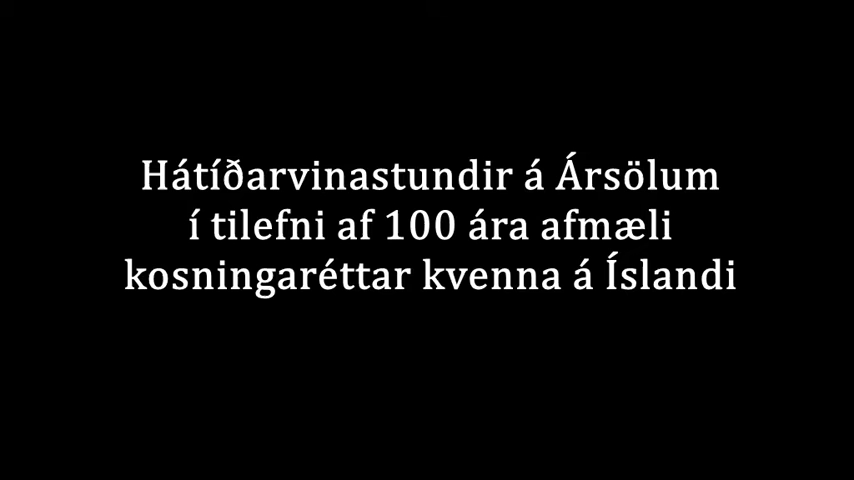 Hátíðarvinastundir á Ársölum
í tilefni af 100 ára afmæli
kosningaréttar kvenna á Íslandi